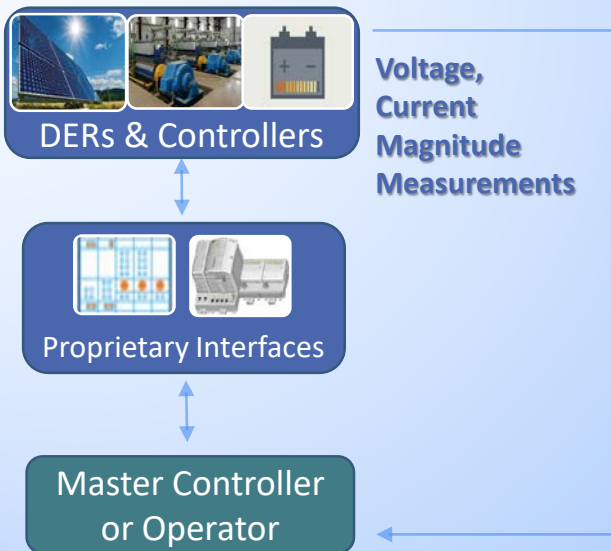 DERs & Controllers
Voltage,
Current
Magnitude
Measurements
Proprietary Interfaces
Master Controller
or Operator